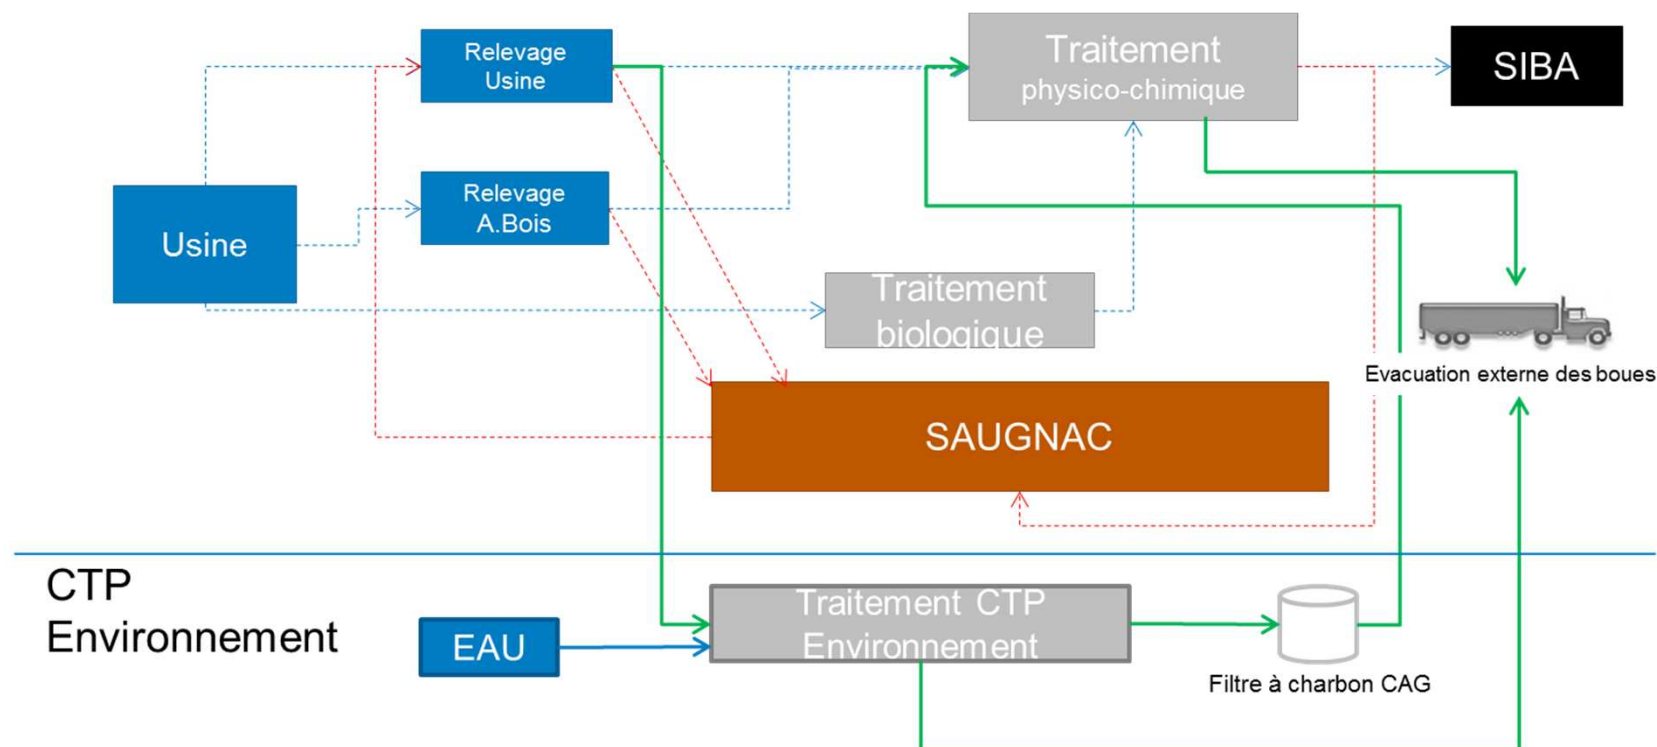 Relevage
Usine
Traitement
physico-chimique
SIBA
Relevage
A.Bois
Usine
Traitement
biologique
Evacuation externe des boues
SAUGNAC
CTP
Environnement
EAU
Traitement CTP
Environnement
Filtre à charbon CAG